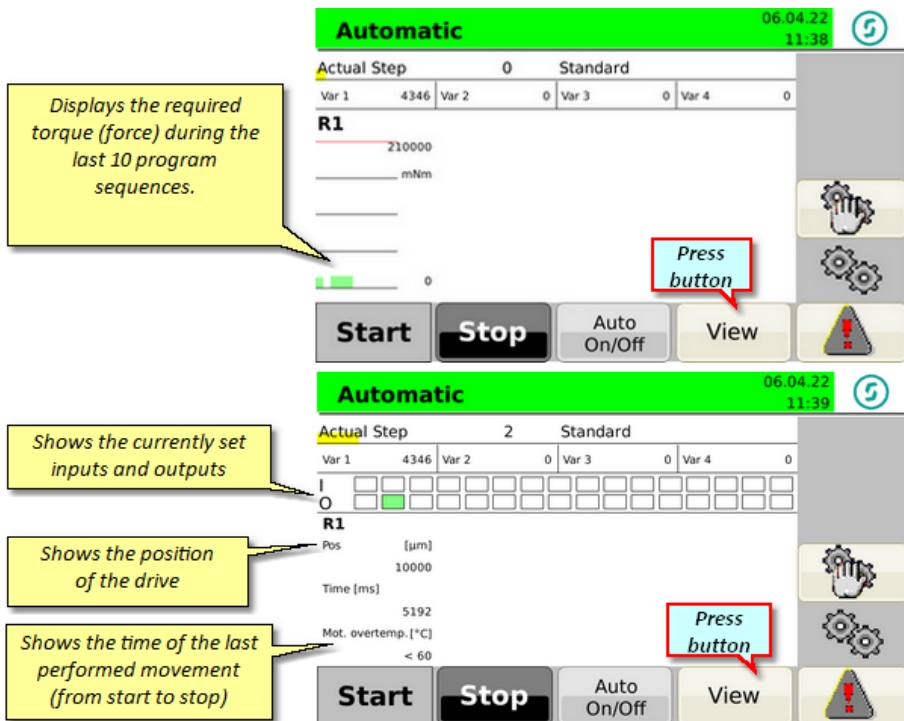 Automatic
06.04.22
11:38
Actual Step 0 Standard
Var 1 4346 Var 2 0 Var 3 0 Var 4 0
R1
210000
mNm
0
Displays the required
torque (force) during the
last 10 program
sequences.
Press
button
Start Stop Auto On/Off View
Automatic
06.04.22
11:39
Actual Step 2 Standard
Var 1 4346 Var 2 0 Var 3 0 Var 4 0
Shows the currently set
inputs and outputs
I
O
R1
Pos [µm]
10000
Time [ms]
5192
Mot. overtemp. [°C]
< 60
Shows the position
of the drive
Shows the time of the last
performed movement
(from start to stop)
Press
button
Start Stop Auto On/Off View